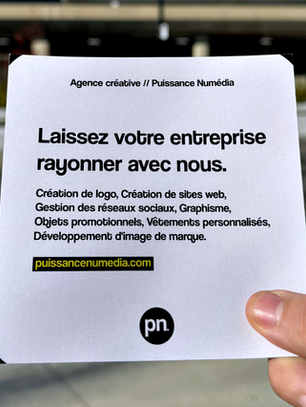 Agence créative // Puissance Numédia
Laissez votre entreprise
rayonner avec nous.
Création de logo, Création de sites web,
Gestion des réseaux sociaux, Graphisme,
Objets promotionnels, Vêtements personnalisés,
Développement d'image de marque.
puissancenumedia.com
pn.